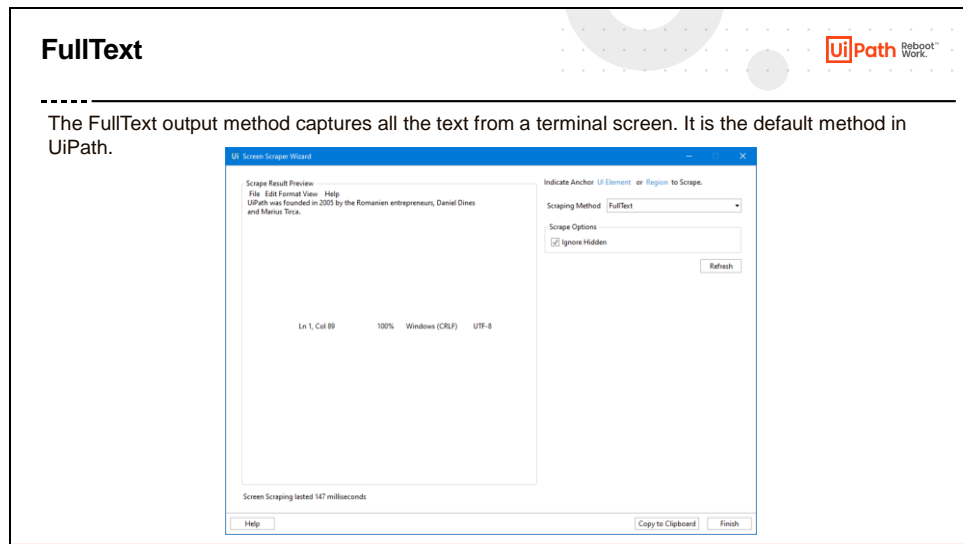 FullText
UiPath Reboot™
Work.
The FullText output method captures all the text from a terminal screen. It is the default method in
UiPath.
Ui Screen Scraper Wizard
Scrape Result Preview
File Edit Format View Help
UiPath was founded in 2005 by the Romanien entrepreneurs, Daniel Dines
and Marius Tirca.
Ln 1, Col 89 100% Windows (CRLF) UTF-8
Screen Scraping lasted 147 milliseconds
Indicate Anchor Ui Element or Region to Scrape.
Scraping Method FullText
Scrape Options
Ignore Hidden
Refresh
Help
Copy to Clipboard Finish